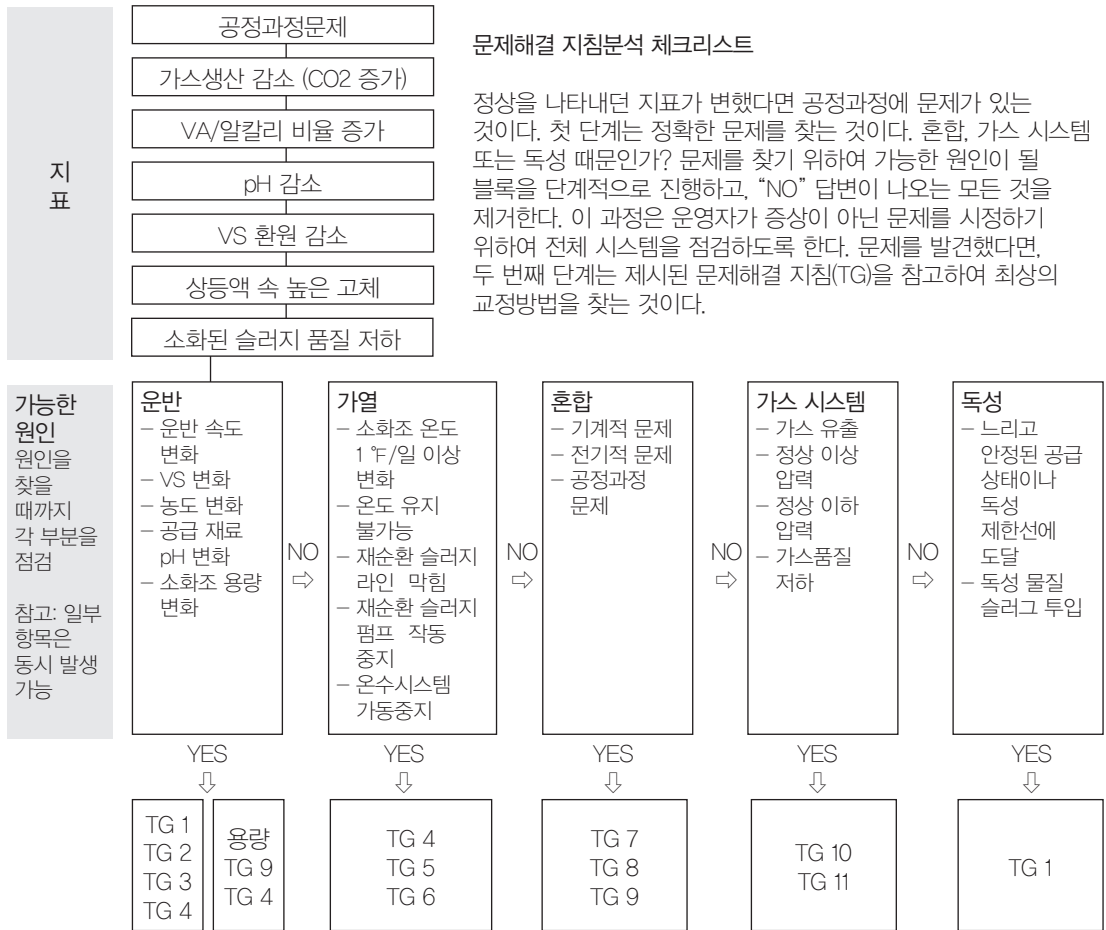 지
표
공정과정문제
가스생산 감소 (CO2 증가)
VA/알칼리 비율 증가
pH 감소
VS 환원 감소
상등액 속 높은 고체
소화된 슬러지 품질 저하
문제해결 지침분석 체크리스트
정상을 나타내던 지표가 변했다면 공정과정에 문제가 있는
것이다. 첫 단계는 정확한 문제를 찾는 것이다. 혼합, 가스 시스템
또는 독성 때문인가? 문제를 찾기 위하여 가능한 원인이 될
블록을 단계적으로 진행하고, “NO” 답변이 나오는 모든 것을
제거한다. 이 과정은 운영자가 증상이 아닌 문제를 시정하기
위하여 전체 시스템을 점검하도록 한다. 문제를 발견했다면,
두 번째 단계는 제시된 문제해결 지침(TG)을 참고하여 최상의
교정방법을 찾는 것이다.
가능한
원인
원인을
찾을
때까지
각 부분을
점검
참고: 일부
항목은
동시 발생
가능
운반
– 운반 속도
변화
– VS 변화
– 농도 변화
– 공급 재료
pH 변화
– 소화조 용량
변화
NO
⇨
가열
– 소화조 온도
1 ℉/일 이상
변화
– 온도 유지
불가능
– 재순환 슬러지
라인 막힘
– 재순환 슬러지
펌프 작동
중지
– 온수시스템
가동중지
NO
⇨
혼합
– 기계적 문제
– 전기적 문제
– 공정과정
문제
NO
⇨
가스 시스템
– 가스 유출
– 정상 이상
압력
– 정상 이하
압력
– 가스품질
저하
NO
⇨
독성
– 느리고
안정된 공급
상태이나
독성
제한선에
도달
– 독성 물질
슬러그 투입
YES
⇩
YES
⇩
YES
⇩
YES
⇩
YES
⇩
TG 1
TG 2
TG 3
TG 4
용량
TG 9
TG 4
TG 4
TG 5
TG 6
TG 7
TG 8
TG 9
TG 10
TG 11
TG 1